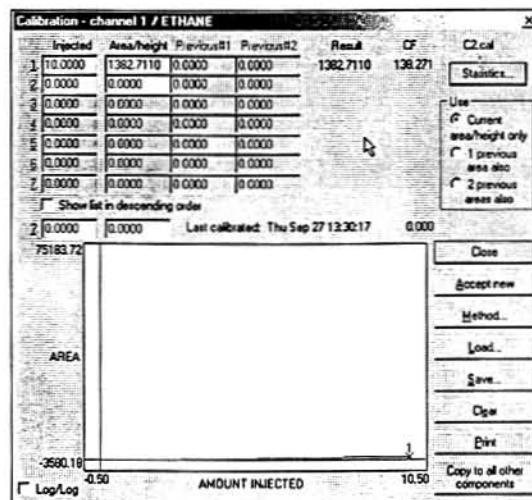 Calibration - channel 1 / ETHANE
Injected Area/height Previous#1 Previous#2 Result CF C2.cal
1 10.0000 1382.7110 0.0000 0.0000 1382.7110 138.271
2 0.0000 0.0000 0.0000 0.0000
3 0.0000 0.0000 0.0000 0.0000
4 0.0000 0.0000 0.0000 0.0000
5 0.0000 0.0000 0.0000 0.0000
6 0.0000 0.0000 0.0000 0.0000
7 0.0000 0.0000 0.0000 0.0000
Statistics...
Use
Current
area/height only
1 previous
area also
2 previous
areas also
Show list in descending order
Z 0.0000 0.0000 Last calibrated: Thu Sep 27 13:30:17 0.000
75183.72
AREA
-3580.18
1
-0.50 AMOUNT INJECTED 10.50
Log/Log
Close
Accept new
Method...
Load...
Save...
Clear
Print
Copy to all other
components